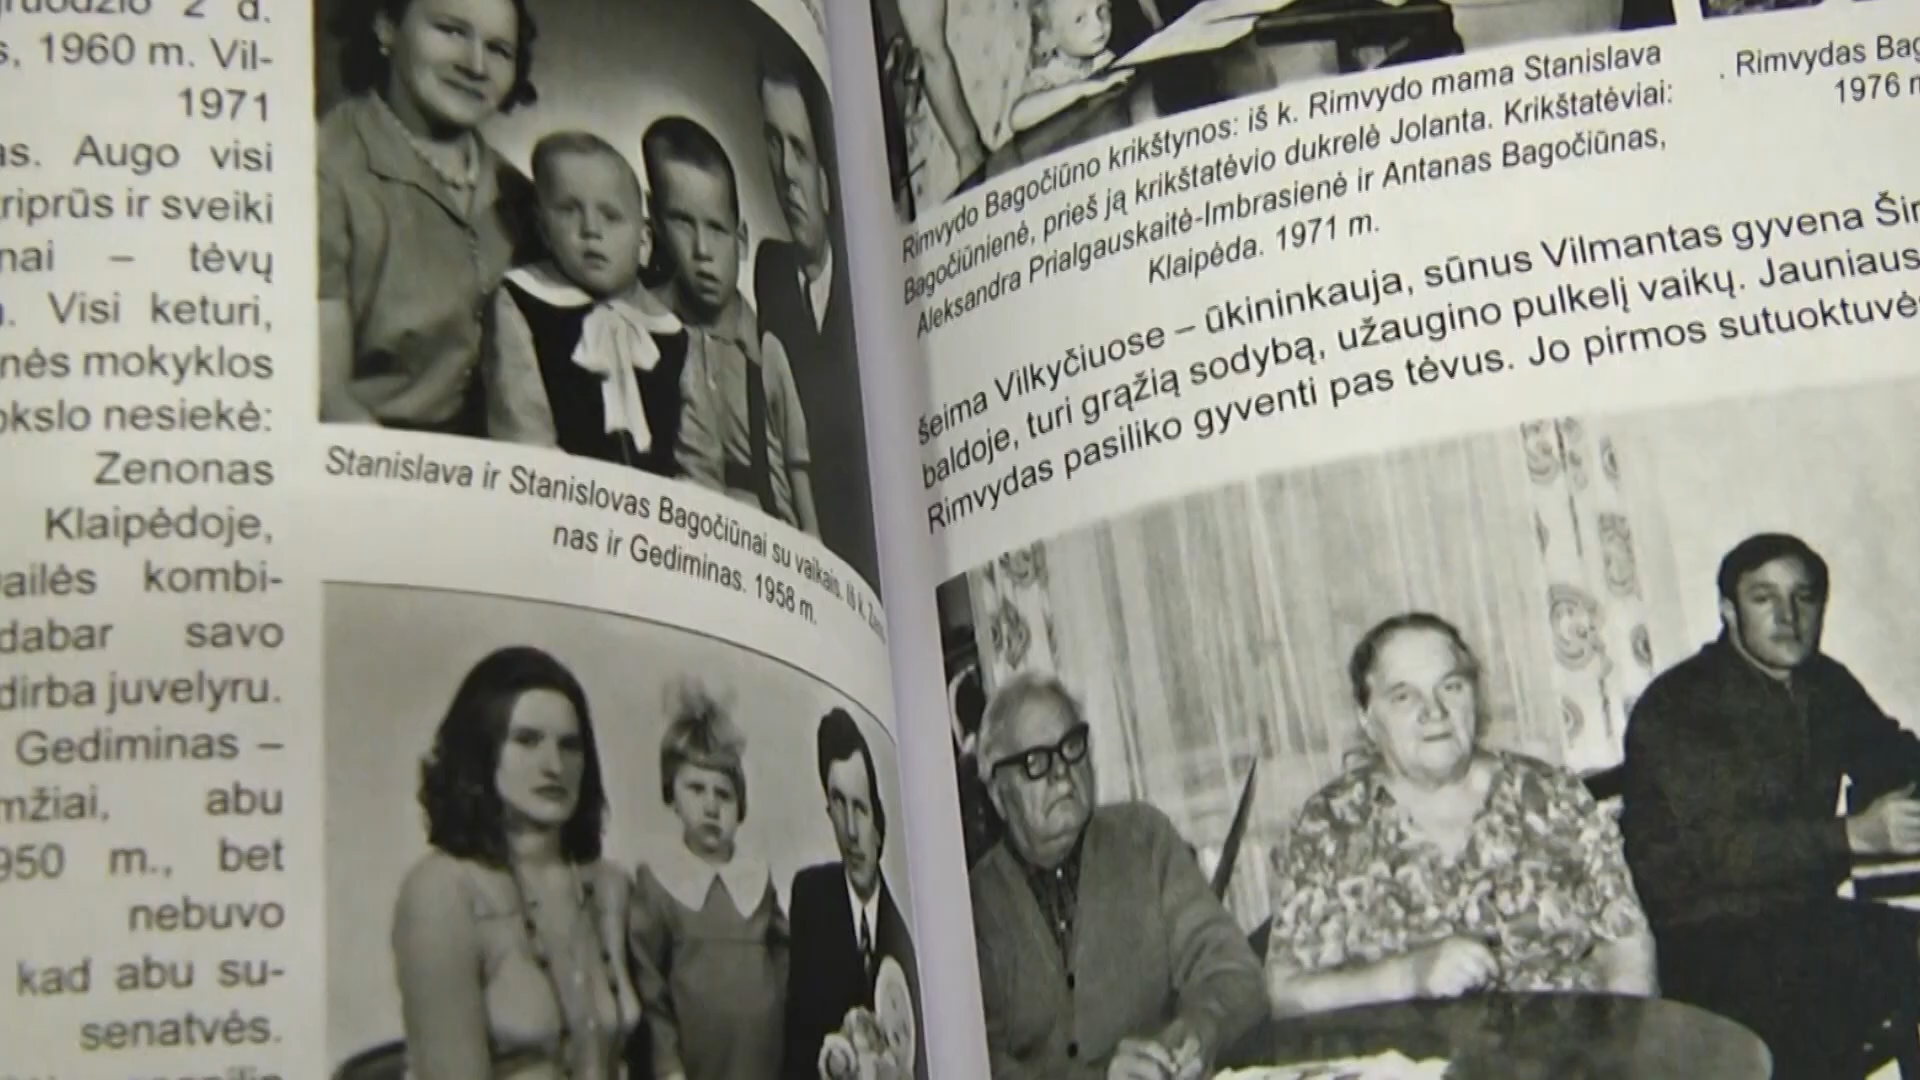 2 d.
s, 1960 m. Vil-
1971
as. Augo visi
riprūs ir sveiki
nai – tėvų
Visi keturi,
nės mokyklos
okslo nesiekė:
Zenonas
Klaipėdoje,
ailės kombi-
dabar savo
dirba juvelyru.
Gediminas –
mžiai, abu
950 m., bet
nebuvo
kad abu su-
senatvės.
Stanislava ir Stanislovas Bagočiūnai su vaikais. Iš k.
nas ir Gediminas. 1958 m.
Rimvydo Bagočiūno krikštynos: iš k. Rimvydo mama Stanislava
Bagočiūnienė, prieš ją krikštatėvio dukrelė Jolanta. Krikštatėviai:
Aleksandra Prialgauskaitė-Imbrasienė ir Antanas Bagočiūnas,
Klaipėda. 1971 m.
. Rimvydas Bag
1976 m
šeima Vilkyčiuose – ūkininkauja, sūnus Vilmantas gyvena Šir
baldoje, turi gražią sodybą, užaugino pulkelį vaikų. Jauniaus
Rimvydas pasiliko gyventi pas tėvus. Jo pirmos sutuoktuvė